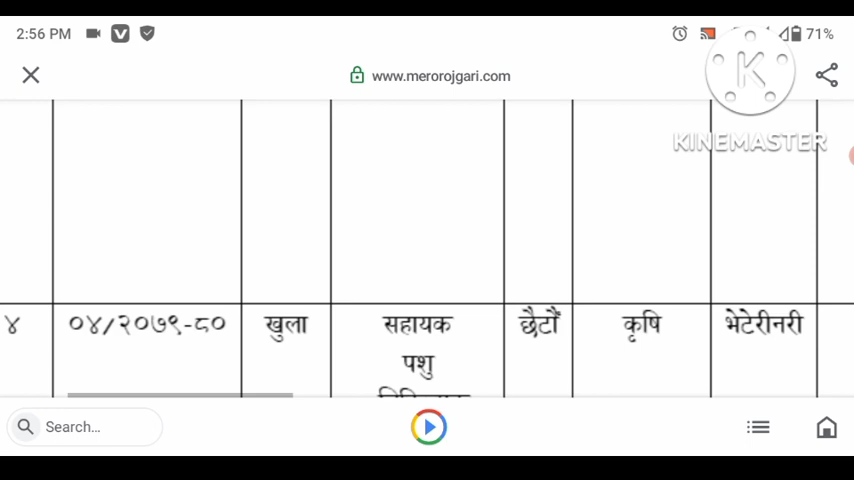 2:56 PM 71%
www.merorojgari.com
K
KINEMASTER
४ ०४/२०७९-८० खुला सहायक छैटौं कृषि भेटेरीनरी
पशु
Search...